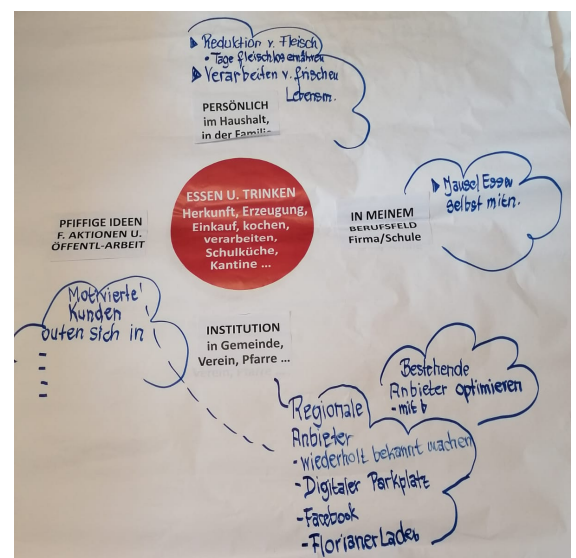 ▶ Reduktion v. Fleisch
• Tage fleischlos ernähren
▶ Verarbeiten v. frischen
Lebensm.
PERSÖNLICH
im Haushalt,
in der Familie
ESSEN U. TRINKEN
Herkunft, Erzeugung,
Einkauf, kochen,
verarbeiten,
Schulküche,
Kantine ...
PFIFFIGE IDEEN
F. AKTIONEN U.
ÖFFENTL-ARBEIT
IN MEINEM
BERUFSFELD
Firma/Schule
▶ Jause/Essen
selbst mitn.
Motivierte
Kunden
outen sich in
-
-
-
-
INSTITUTION
in Gemeinde,
Verein, Pfarre ...
Bestehende
Anbieter optimieren
- mit b
Regionale
Anbieter
- wiederholt bekannt machen
- Digitaler Parkplatz
- Facebook
- Florianer Laden